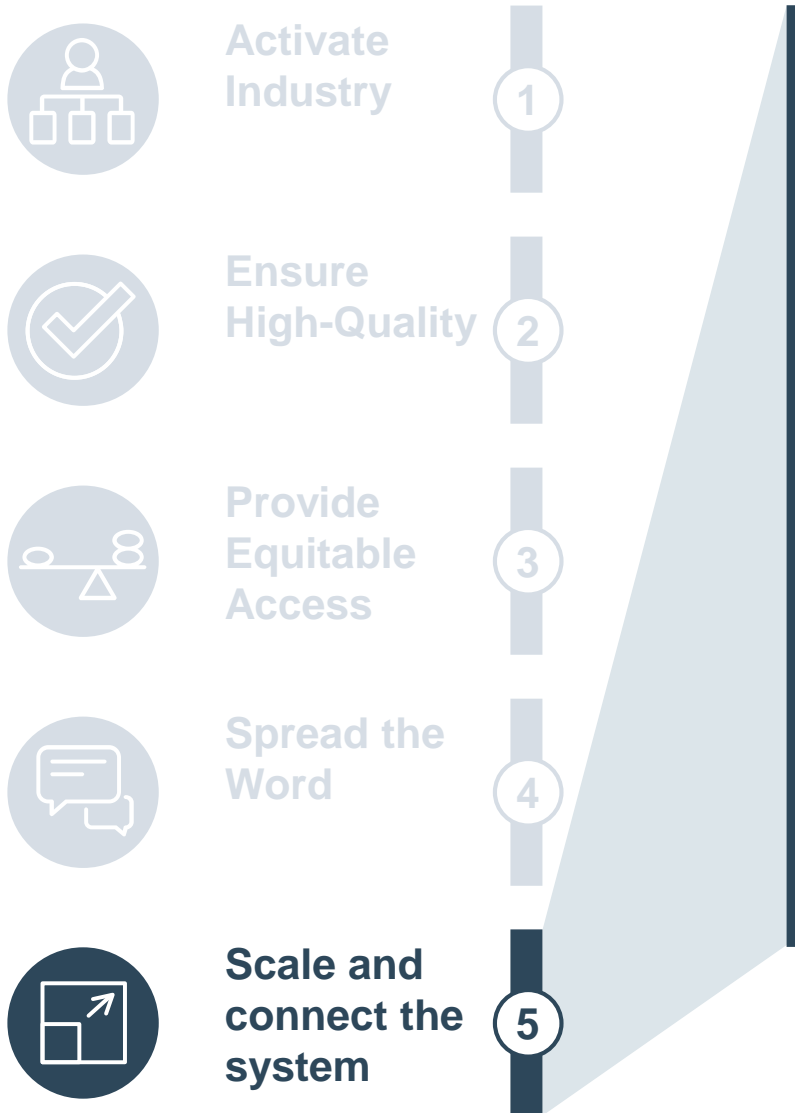 Activate
Industry
1
Ensure
High-Quality
2
Provide
Equitable
Access
3
Spread the
Word
4
Scale and
connect the
system
5